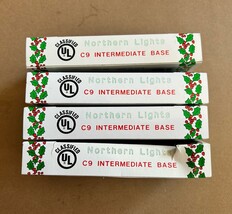 CLASSIFIED
UL
Northern Lights
C9 INTERMEDIATE BASE
CLASSIFIED
UL
Northern Lights
C9 INTERMEDIATE BASE
CLASSIFIED
UL
Northern Lights
C9 INTERMEDIATE BASE
CLASSIFIED
UL
Northern Lights
C9 INTERMEDIATE BASE